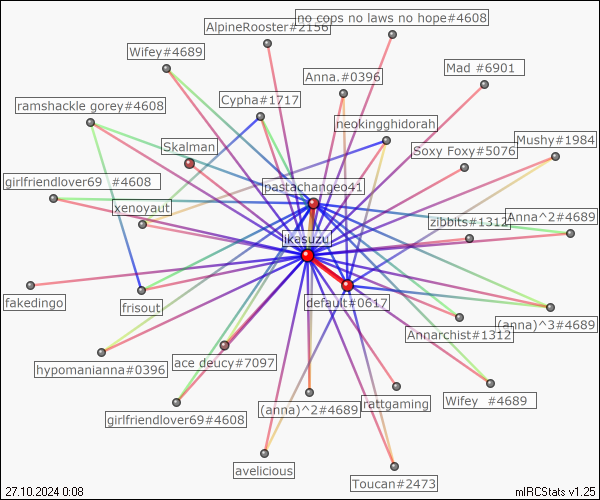 no cops no laws no hope#4608
AlpineRooster#2156
Wifey#4689
Mad #6901
Anna.#0396
ramshackle gorey#4608
Cypha#1717
neokingghidorah
Skalman
Soxy Foxy#5076
Mushy#1984
girlfriendlover69 #4608
pastachangeo41
xenoyaut
zibbits#1312
Anna^2#4689
ikasuzu
fakedingo
frisout
default#0617
(anna)^3#4689
Annarchist#1312
hypomanianna#0396
ace deucy#7097
girlfriendlover69#4608
(anna)^2#4689
rattgaming
Wifey #4689
avelicious
Toucan#2473
27.10.2024 0:08
mIRCStats v1.25